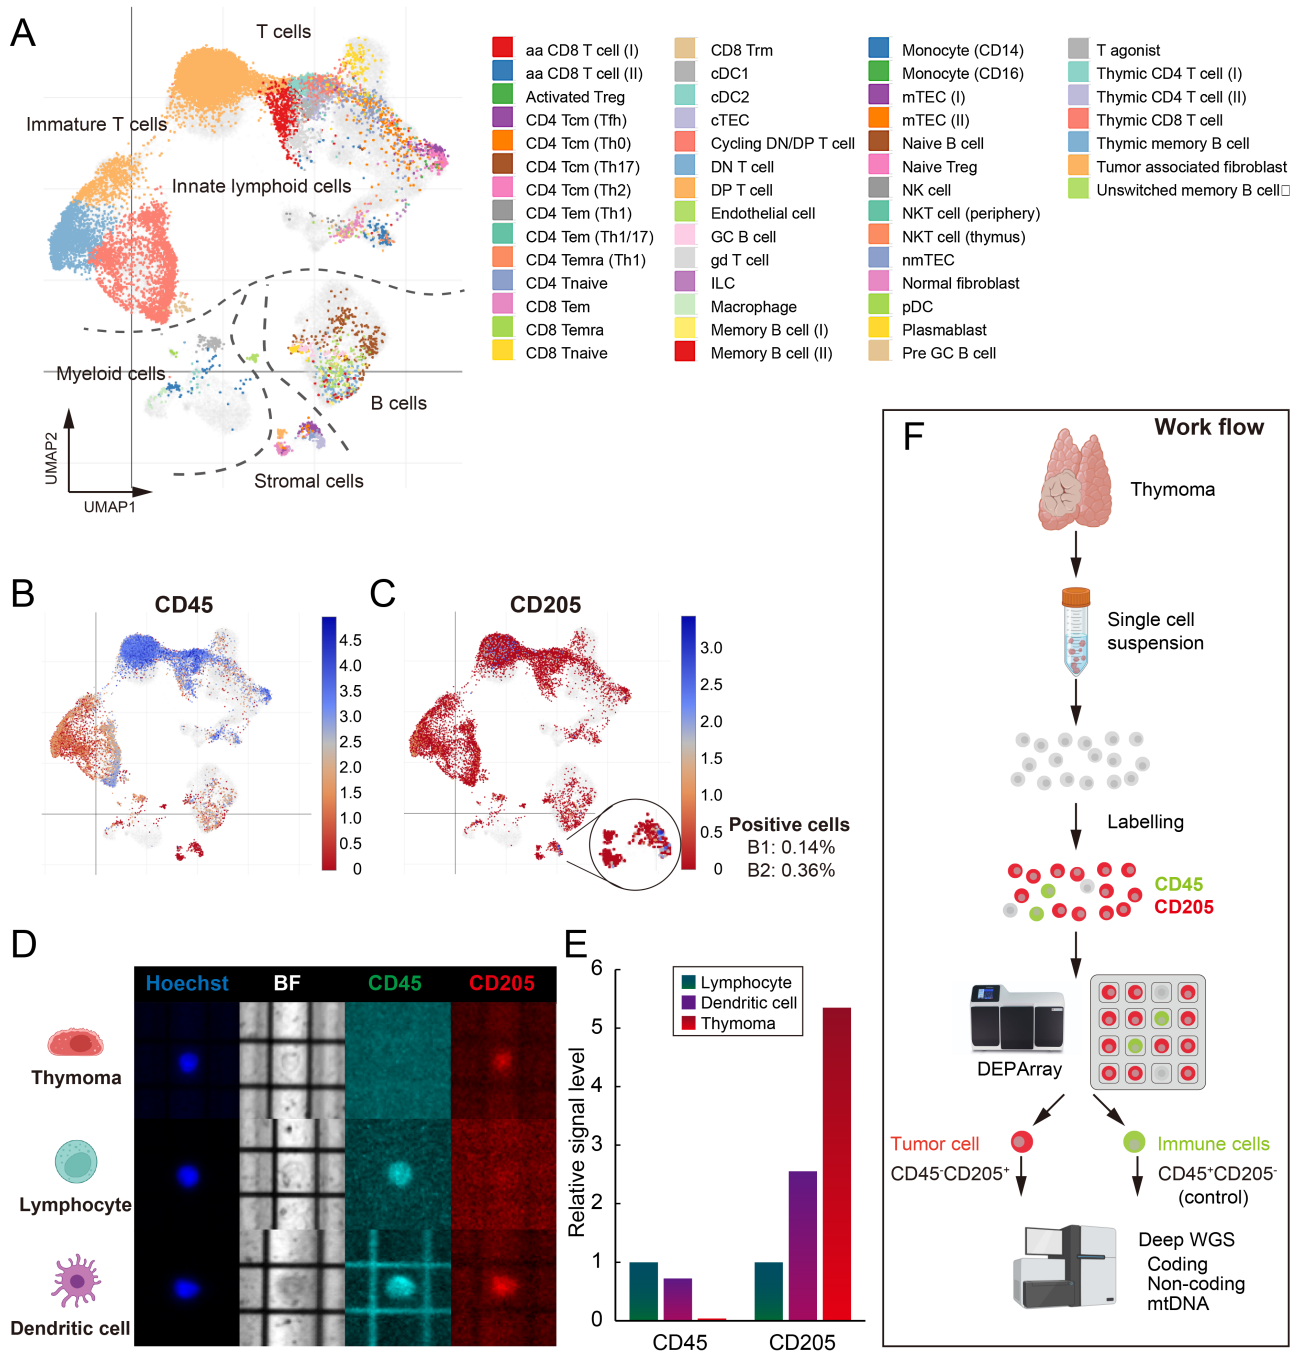 A
T cells
Immature T cells
Innate lymphoid cells
Myeloid cells
B cells
Stromal cells
UMAP2
UMAP1
aa CD8 T cell (I)
aa CD8 T cell (II)
Activated Treg
CD4 Tcm (Tfh)
CD4 Tcm (Th0)
CD4 Tcm (Th17)
CD4 Tcm (Th2)
CD4 Tem (Th1)
CD4 Tem (Th1/17)
CD4 Temra (Th1)
CD4 Tnaive
CD8 Tem
CD8 Temra
CD8 Tnaive
CD8 Trm
cDC1
cDC2
cTEC
Cycling DN/DP T cell
DN T cell
DP T cell
Endothelial cell
GC B cell
gd T cell
ILC
Macrophage
Memory B cell (I)
Memory B cell (II)
Monocyte (CD14)
Monocyte (CD16)
mTEC (I)
mTEC (II)
Naive B cell
Naive Treg
NK cell
NKT cell (periphery)
NKT cell (thymus)
nmTEC
Normal fibroblast
pDC
Plasmablast
Pre GC B cell
T agonist
Thymic CD4 T cell (I)
Thymic CD4 T cell (II)
Thymic CD8 T cell
Thymic memory B cell
Tumor associated fibroblast
Unswitched memory B cell□
B
CD45
4.5
4.0
3.5
3.0
2.5
2.0
1.5
1.0
0.5
0
C
CD205
3.0
2.5
2.0
1.5
1.0
0.5
0
Positive cells
B1: 0.14%
B2: 0.36%
D
Hoechst BF CD45 CD205
Thymoma
Lymphocyte
Dendritic cell
E
Relative signal level
6
5
4
3
2
1
0
Lymphocyte
Dendritic cell
Thymoma
CD45 CD205
F
Work flow
Thymoma
Single cell
suspension
Labelling
CD45
CD205
DEPArray
Tumor cell
CD45⁻CD205⁺
Immune cells
CD45⁺CD205⁻
(control)
Deep WGS
Coding
Non-coding
mtDNA